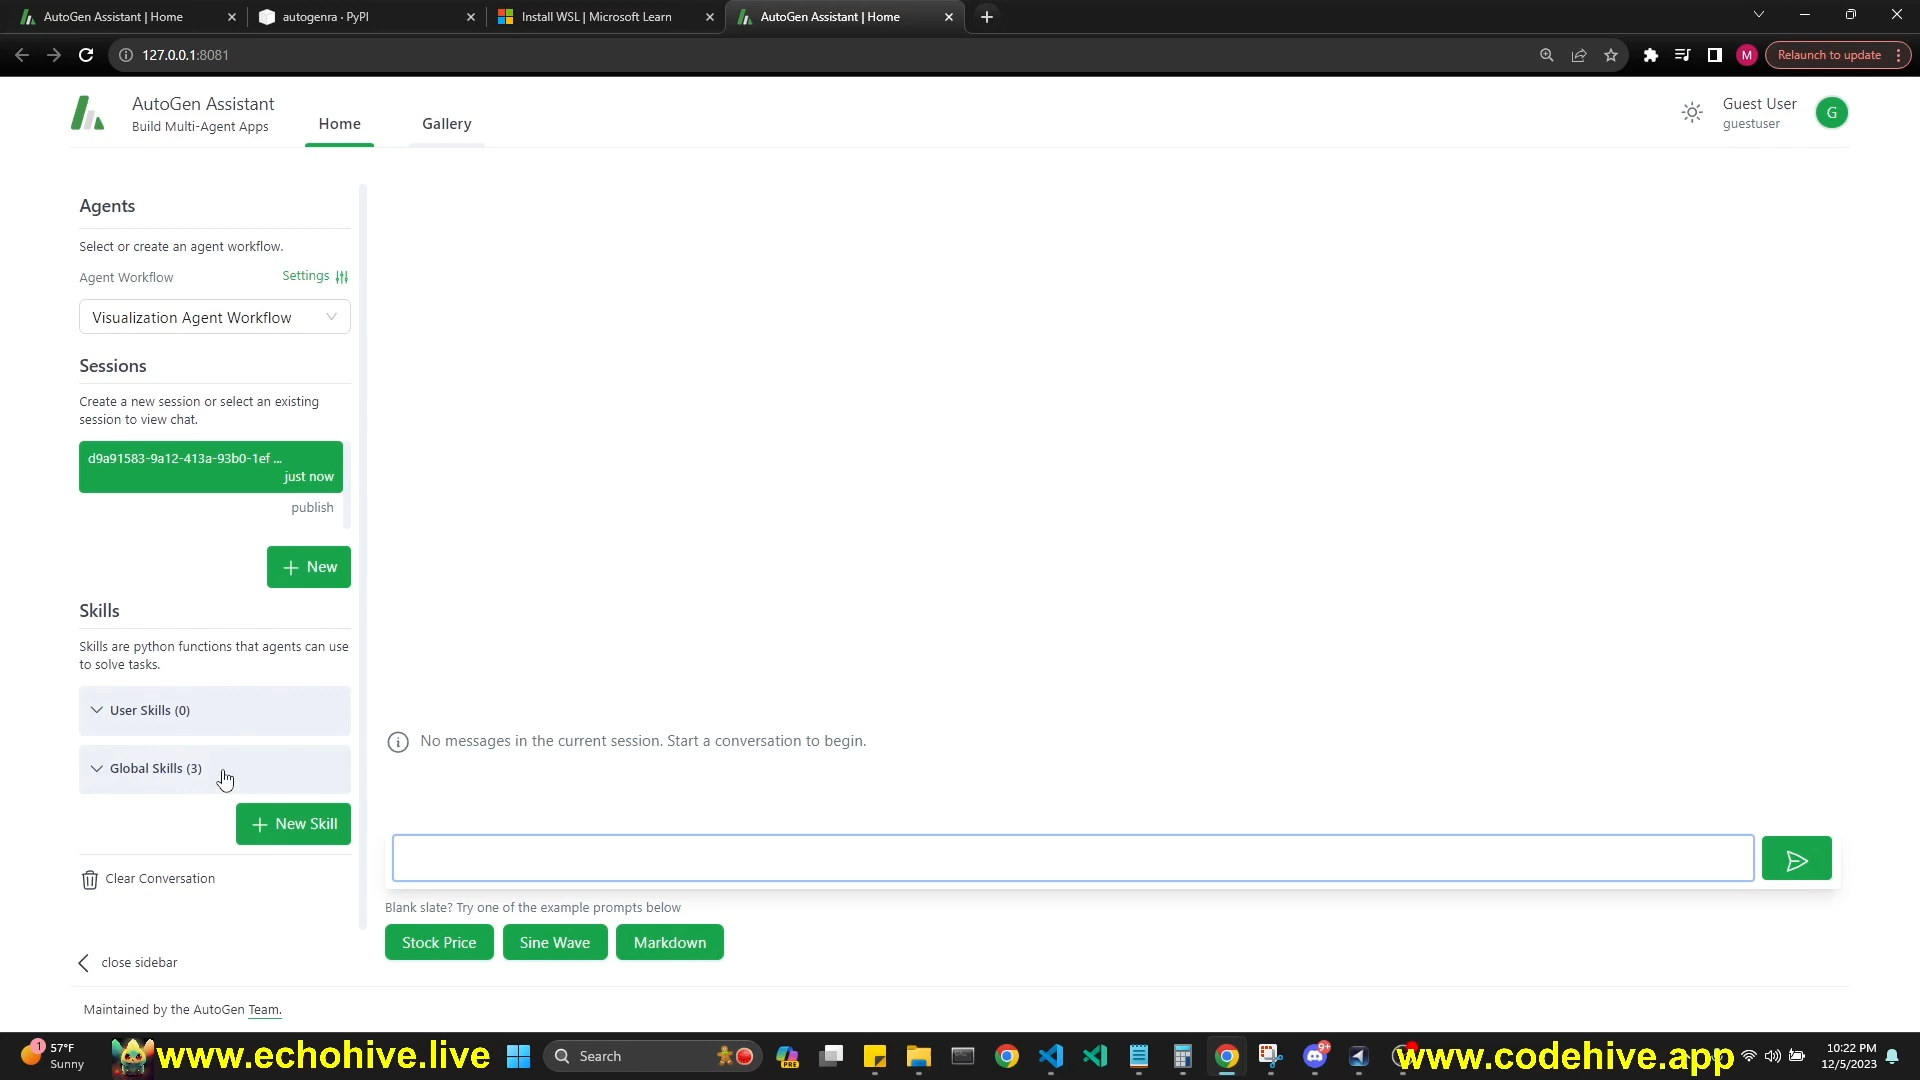 AutoGen Assistant | Home
autogenra · PyPI
Install WSL | Microsoft Learn
AutoGen Assistant | Home
127.0.0.1:8081
M
Relaunch to update
AutoGen Assistant
Build Multi-Agent Apps
Home
Gallery
Guest User
guestuser
G
Agents
Select or create an agent workflow.
Agent Workflow
Settings
Visualization Agent Workflow
Sessions
Create a new session or select an existing
session to view chat.
d9a91583-9a12-413a-93b0-1ef ...
just now
publish
+ New
Skills
Skills are python functions that agents can use
to solve tasks.
User Skills (0)
Global Skills (3)
+ New Skill
Clear Conversation
close sidebar
No messages in the current session. Start a conversation to begin.
Blank slate? Try one of the example prompts below
Stock Price
Sine Wave
Markdown
Maintained by the AutoGen Team.
1
57°F
Sunny
www.echohive.live
Search
PRE
9+
www.codehive.app
10:22 PM
12/5/2023